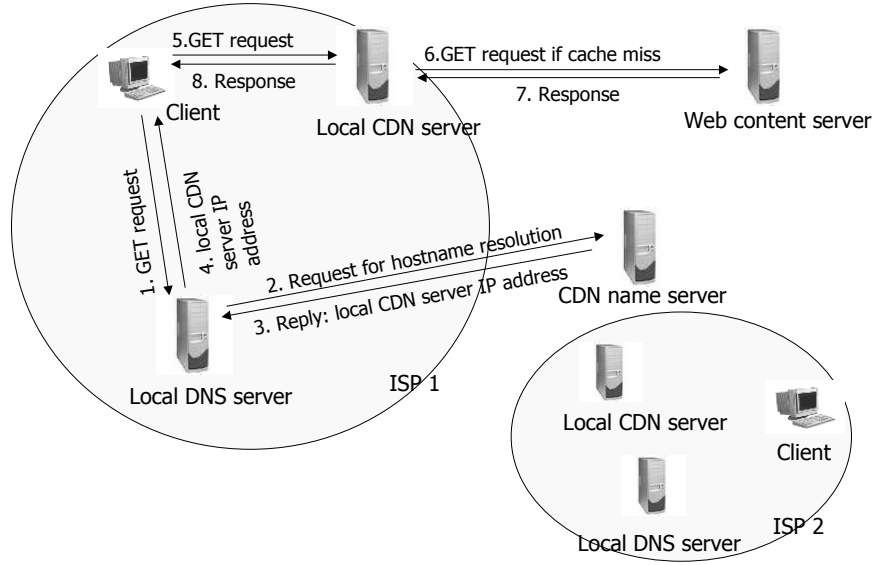 5.GET request
8. Response
Client
Local CDN server
6.GET request if cache miss
7. Response
Web content server
1. GET request
4. local CDN
server IP
address
2. Request for hostname resolution
3. Reply: local CDN server IP address
CDN name server
Local DNS server
ISP 1
Local CDN server
Client
Local DNS server
ISP 2